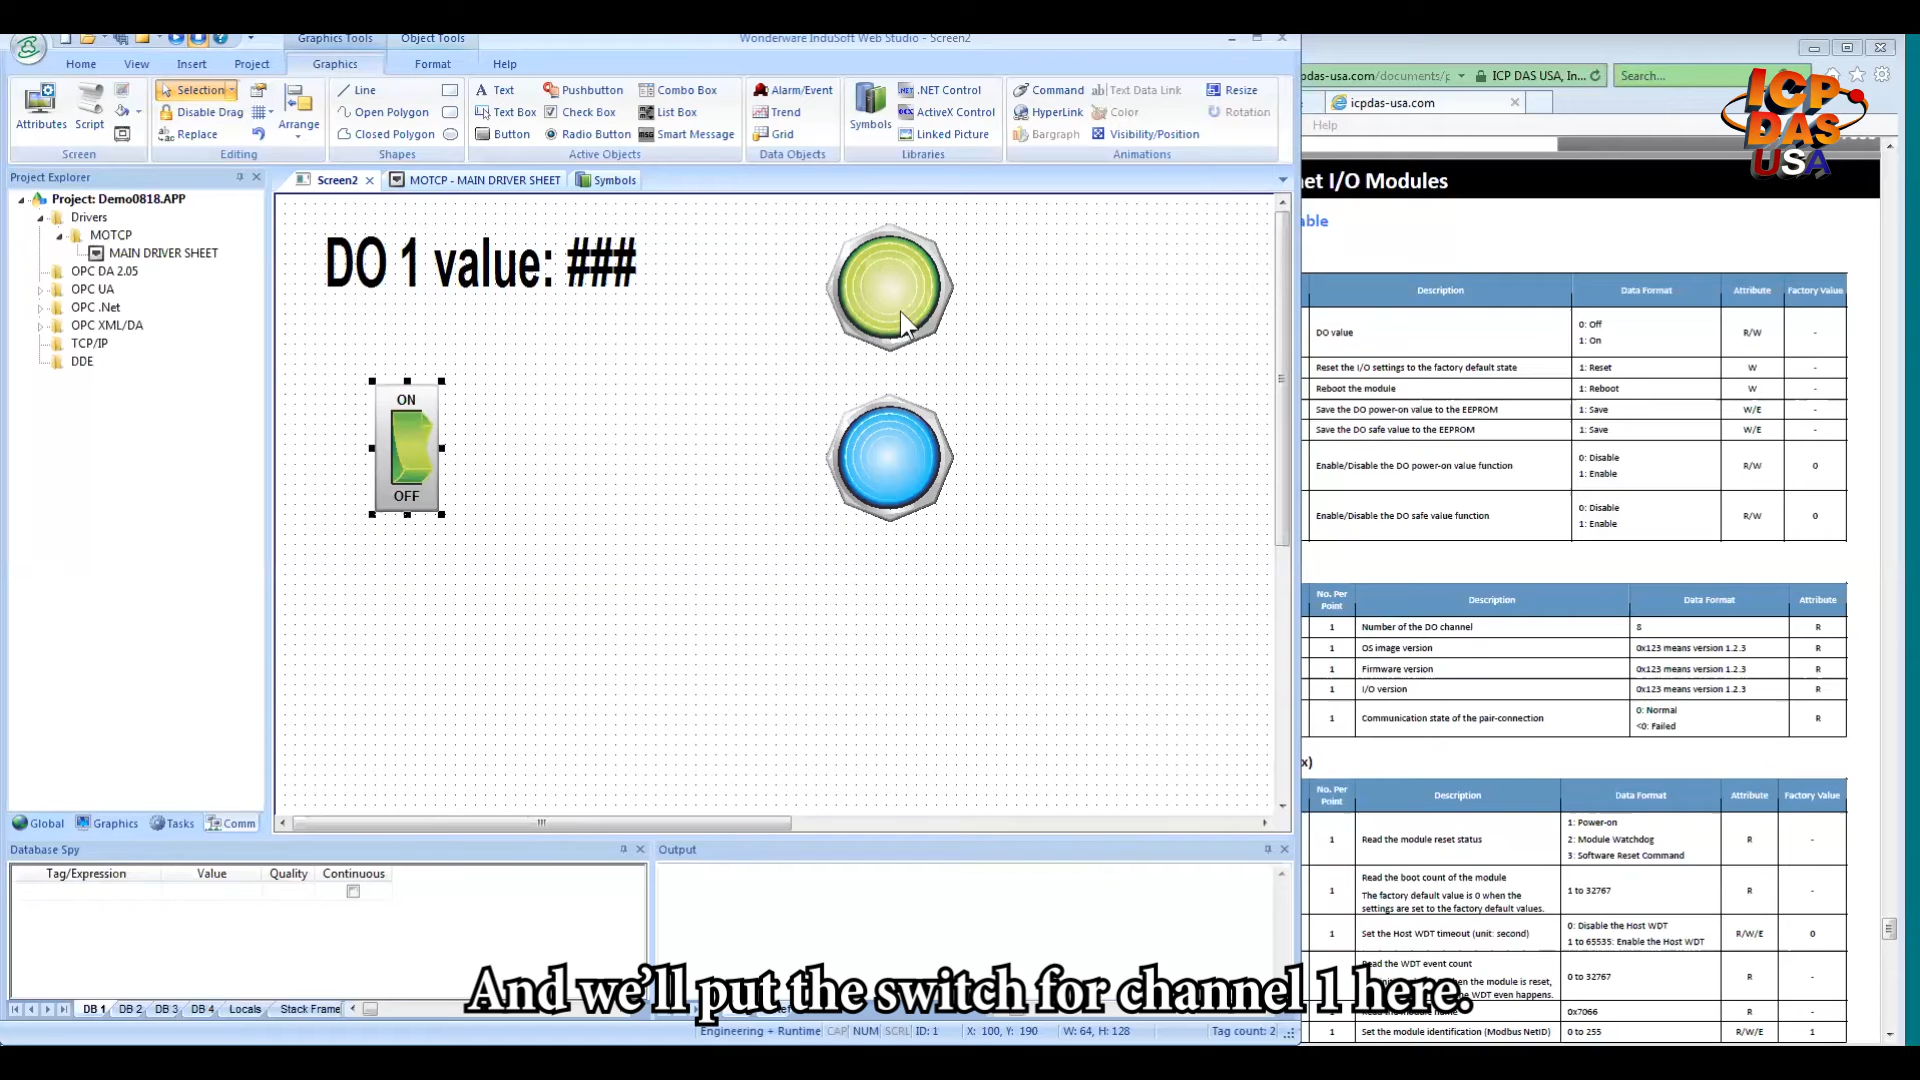 Graphics Tools
Object Tools
Wonderware InduSoft Web Studio - Screen2
Home
View
Insert
Project
Graphics
Format
Help
Attributes
Script
Screen
Selection
Disable Drag
Replace
Arrange
Editing
Line
Open Polygon
Closed Polygon
Shapes
Text
Text Box
Button
Pushbutton
Check Box
Radio Button
Combo Box
List Box
Smart Message
Active Objects
Alarm/Event
Trend
Grid
Data Objects
Symbols
.NET Control
ActiveX Control
Linked Picture
Libraries
Command
HyperLink
Bargraph
Text Data Link
Color
Visibility/Position
Resize
Rotation
Animations
Project Explorer
Project: Demo0818.APP
Drivers
MOTCP
MAIN DRIVER SHEET
OPC DA 2.05
OPC UA
OPC .Net
OPC XML/DA
TCP/IP
DDE
Global
Graphics
Tasks
Comm
Screen2
MOTCP - MAIN DRIVER SHEET
Symbols
DO 1 value: ###
ON
OFF
Database Spy
Tag/Expression
Value
Quality
Continuous
DB 1
DB 2
DB 3
DB 4
Locals
Stack Frame
Output
Engineering + Runtime
CAP
NUM
SCRL
ID: 1
X: 100, Y: 190
W: 64, H: 128
Tag count: 2
pdas-usa.com/documents/p
ICP DAS USA, In...
Search...
icpdas-usa.com
Help
ICP
DAS
USA
net I/O Modules
able
Description
Data Format
Attribute
Factory Value
DO value
0: Off
1: On
R/W
-
Reset the I/O settings to the factory default state
1: Reset
W
-
Reboot the module
1: Reboot
W
-
Save the DO power-on value to the EEPROM
1: Save
W/E
-
Save the DO safe value to the EEPROM
1: Save
W/E
-
Enable/Disable the DO power-on value function
0: Disable
1: Enable
R/W
0
Enable/Disable the DO safe value function
0: Disable
1: Enable
R/W
0
No. Per
Point
Description
Data Format
Attribute
1
Number of the DO channel
8
R
1
OS image version
0x123 means version 1.2.3
R
1
Firmware version
0x123 means version 1.2.3
R
1
I/O version
0x123 means version 1.2.3
R
1
Communication state of the pair-connection
0: Normal
<0: Failed
R
x)
No. Per
Point
Description
Data Format
Attribute
Factory Value
1
Read the module reset status
1: Power-on
2: Module Watchdog
3: Software Reset Command
R
-
1
Read the boot count of the module
The factory default value is 0 when the
settings are set to the factory default values.
1 to 32767
R
-
1
Set the Host WDT timeout (unit: second)
0: Disable the Host WDT
1 to 65535: Enable the Host WDT
R/W/E
0
Read the WDT event count
when the module is reset,
WDT even happens.
0 to 32767
R
-
0x7066
R
-
1
Set the module identification (Modbus NetID)
0 to 255
R/W/E
1
And we'll put the switch for channel 1 here.